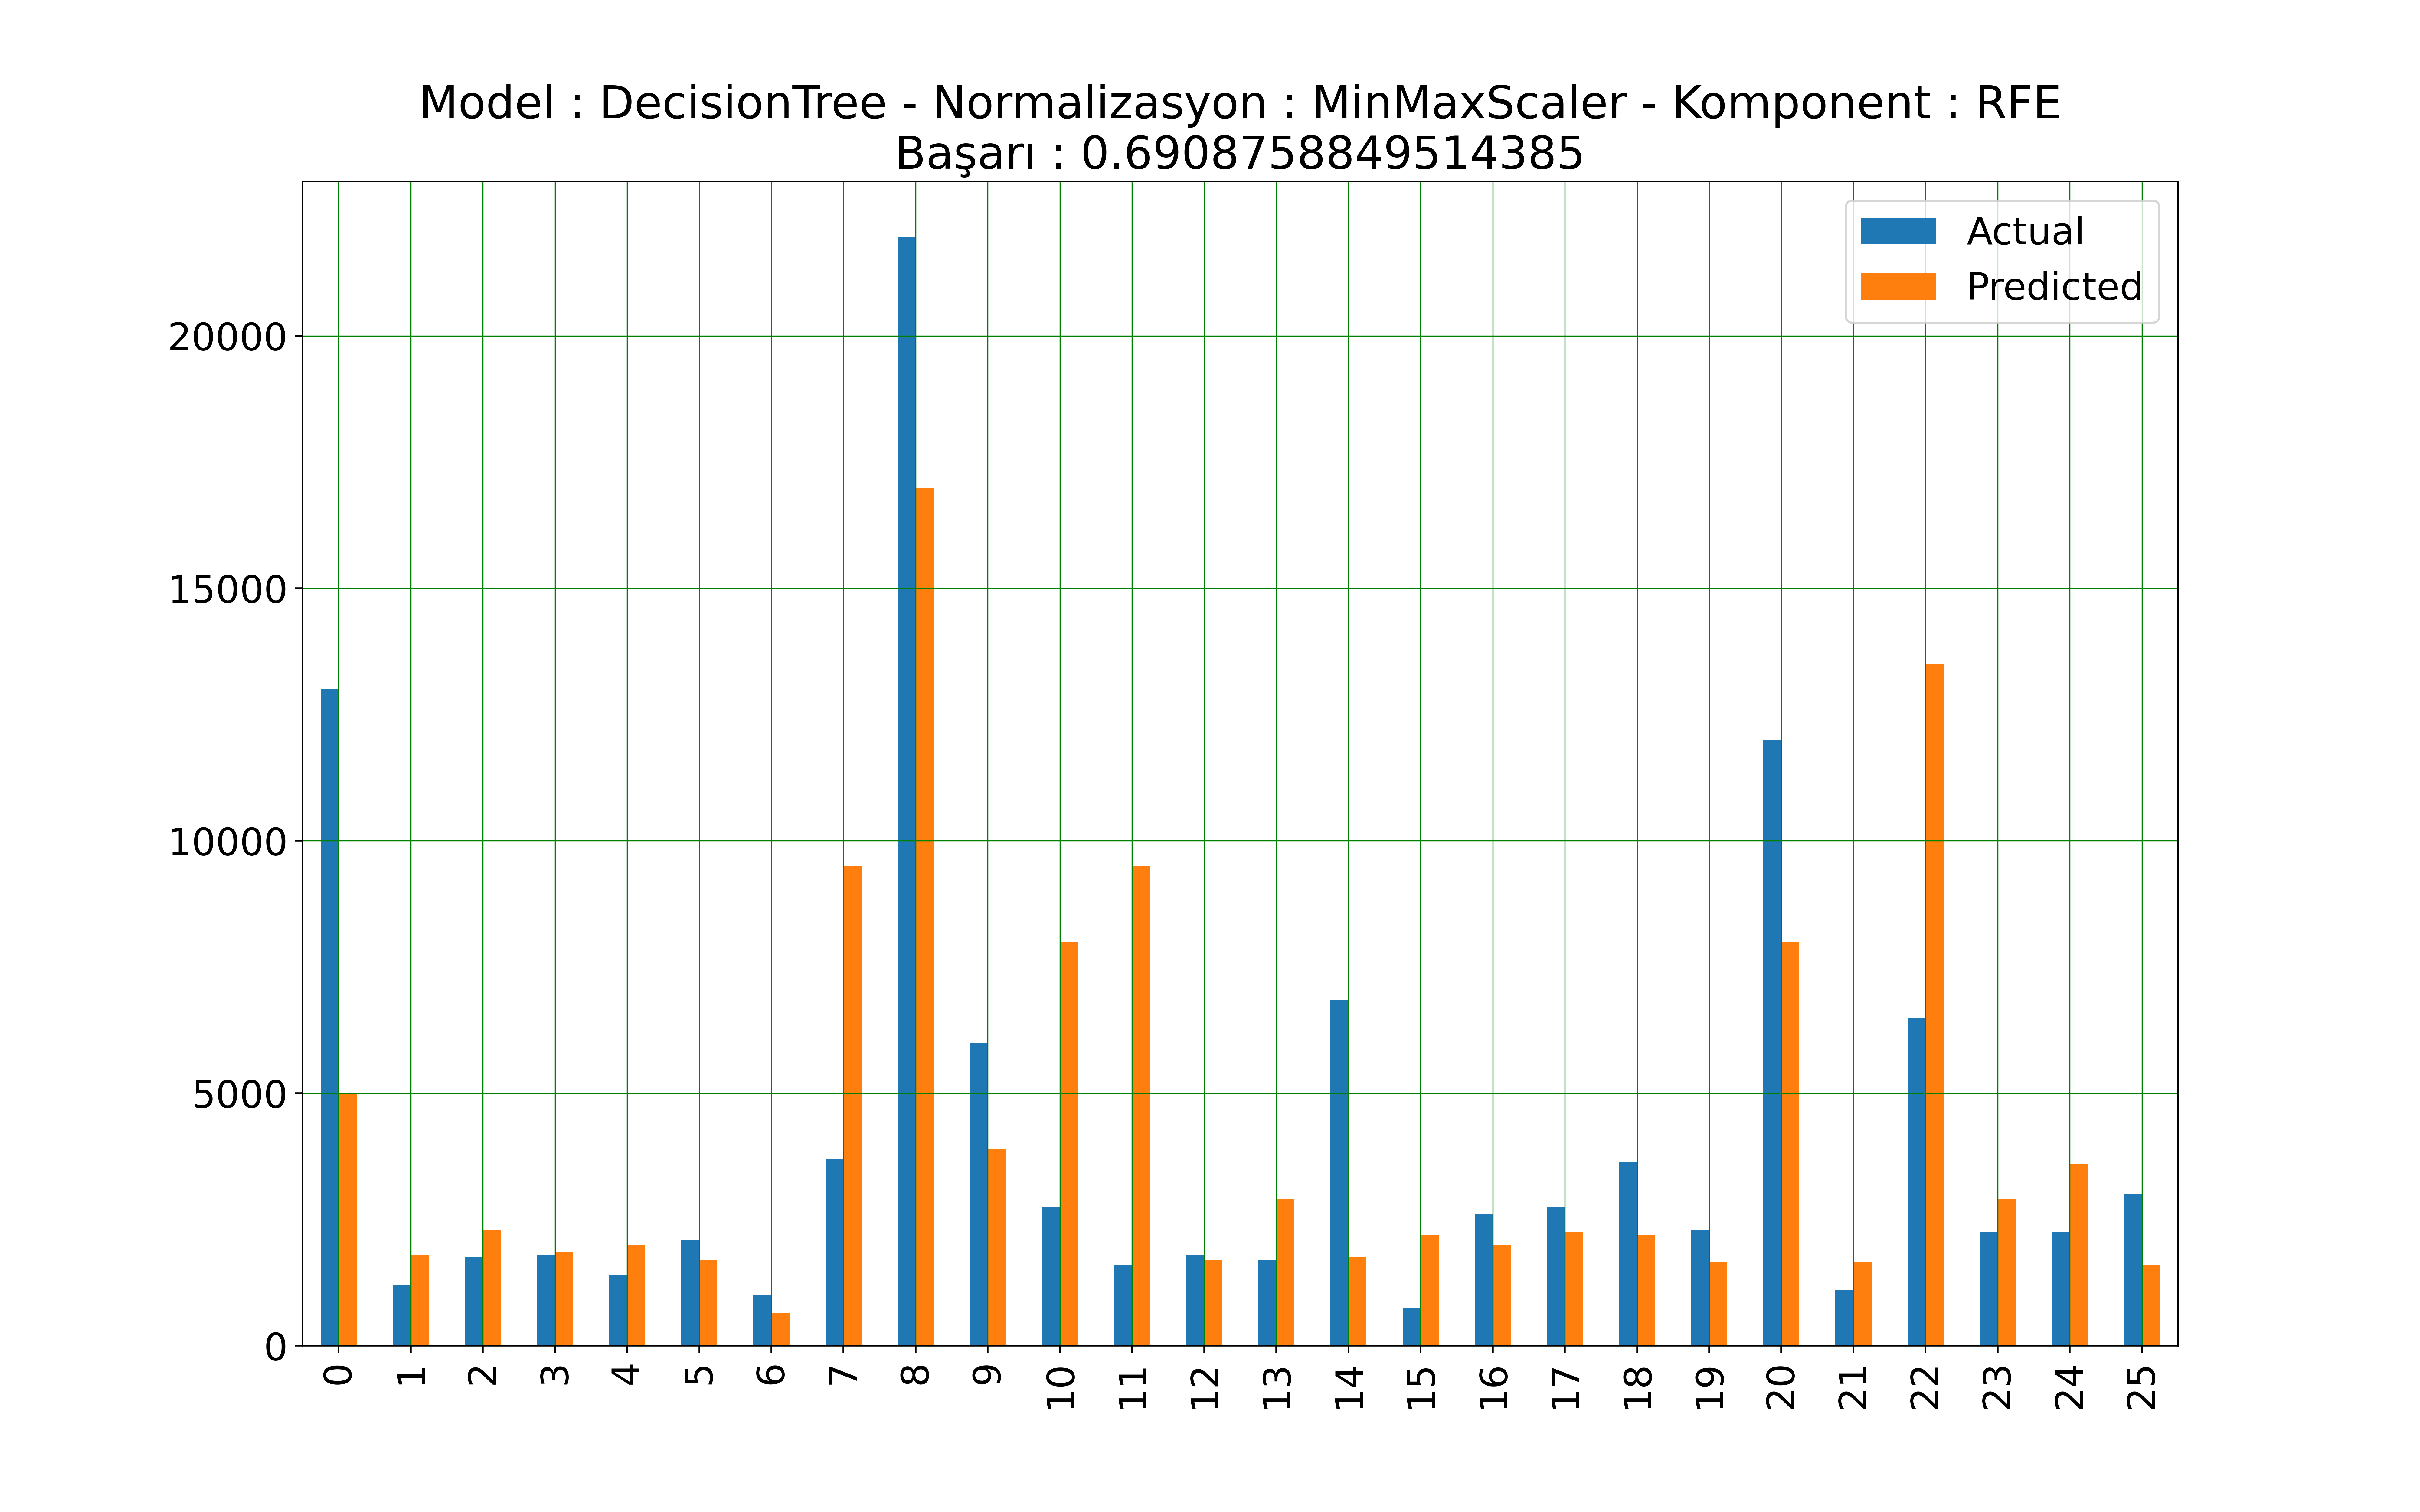 Model : DecisionTree - Normalizasyon : MinMaxScaler - Komponent : RFE
Başarı : 0.6908758849514385
Actual
Predicted
20000
15000
10000
5000
0
0 1 2 3 4 5 6 7 8 9 10 11 12 13 14 15 16 17 18 19 20 21 22 23 24 25